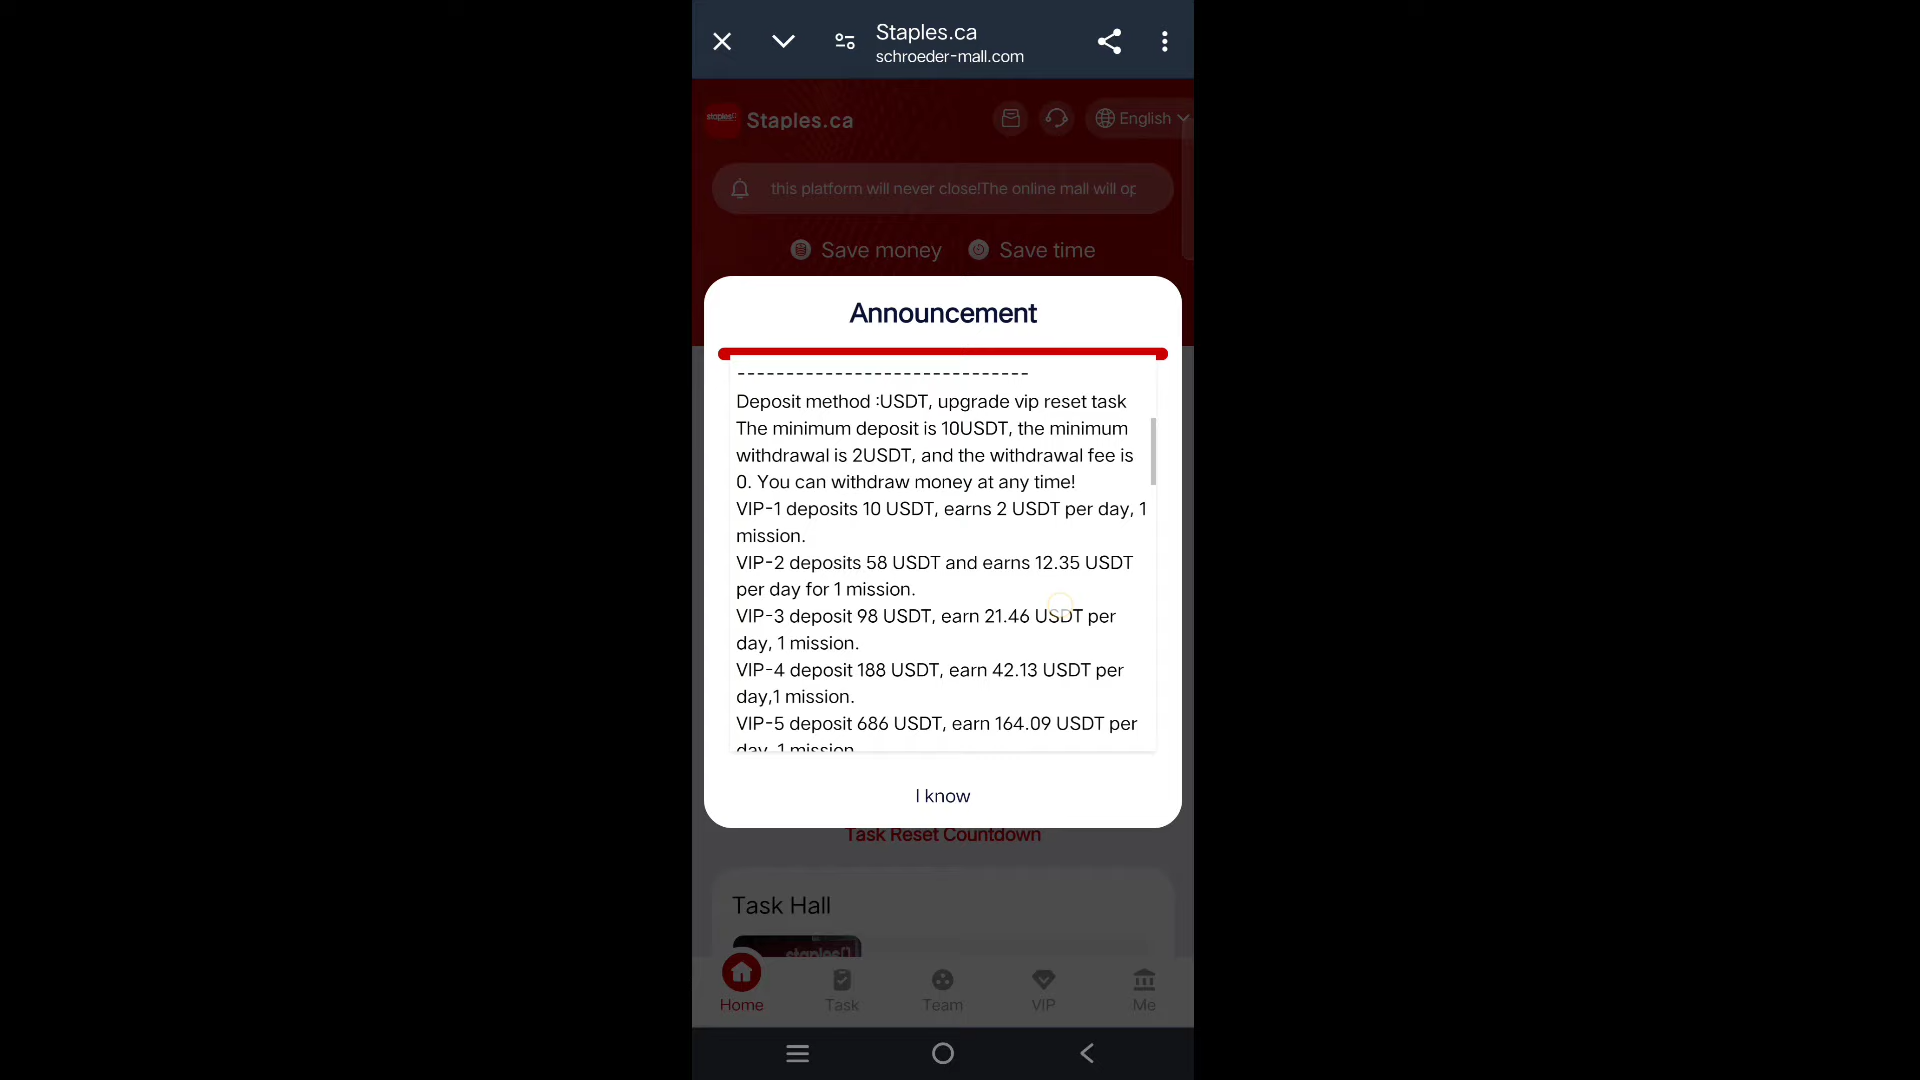 Staples.ca
schroeder-mall.com
staples
Staples.ca
English
this platform will never close!The online mall will op
Save money
Save time
Announcement
------------------------------
Deposit method :USDT, upgrade vip reset task
The minimum deposit is 10USDT, the minimum
withdrawal is 2USDT, and the withdrawal fee is
0. You can withdraw money at any time!
VIP-1 deposits 10 USDT, earns 2 USDT per day, 1
mission.
VIP-2 deposits 58 USDT and earns 12.35 USDT
per day for 1 mission.
VIP-3 deposit 98 USDT, earn 21.46 USDT per
day, 1 mission.
VIP-4 deposit 188 USDT, earn 42.13 USDT per
day,1 mission.
VIP-5 deposit 686 USDT, earn 164.09 USDT per
day, 1 mission
I know
Task Reset Countdown
Task Hall
staples
Home
Task
Team
VIP
Me